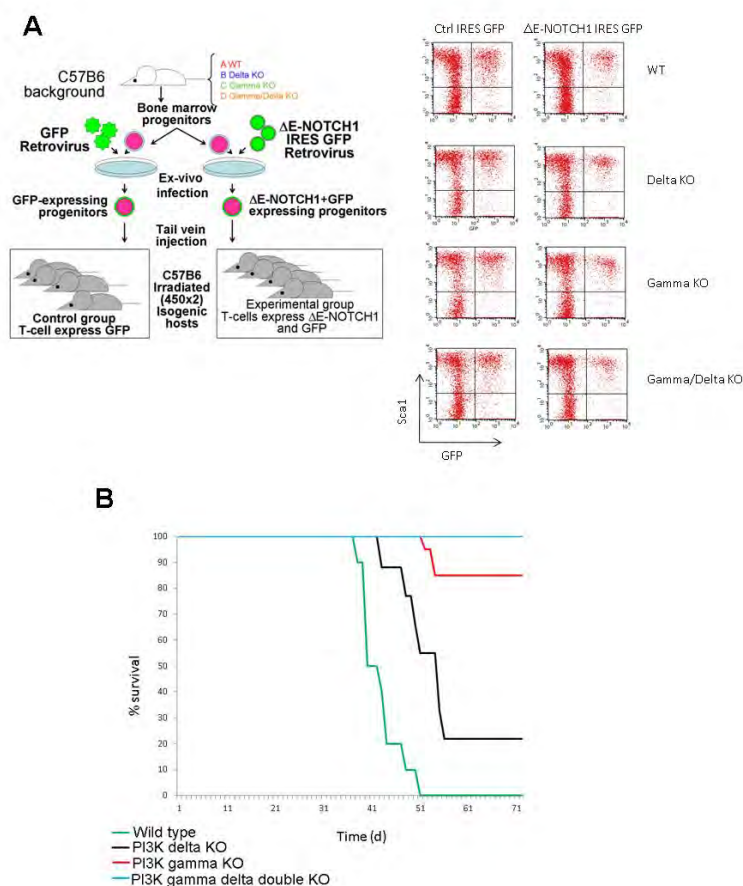 A
C57B6
background
A WT
B Delta KO
C Gamma KO
D Gamma/Delta KO
Bone marrow
progenitors
GFP
Retrovirus
ΔE-NOTCH1
IRES GFP
Retrovirus
Ex-vivo
infection
GFP-expressing
progenitors
ΔE-NOTCH1+GFP
expressing progenitors
Tail vein
injection
C57B6
Irradiated
(450x2)
Isogenic
hosts
Control group
T-cell express GFP
Experimental group
T-cells express ΔE-NOTCH1
and GFP
Ctrl IRES GFP
ΔE-NOTCH1 IRES GFP
WT
Delta KO
GFP
Gamma KO
Gamma/Delta KO
Sca1
GFP
B
100
90
80
70
60
50
40
30
20
10
0
% survival
1 11 21 31 41 51 61 71
Time (d)
Wild type
PI3K delta KO
PI3K gamma KO
PI3K gamma delta double KO